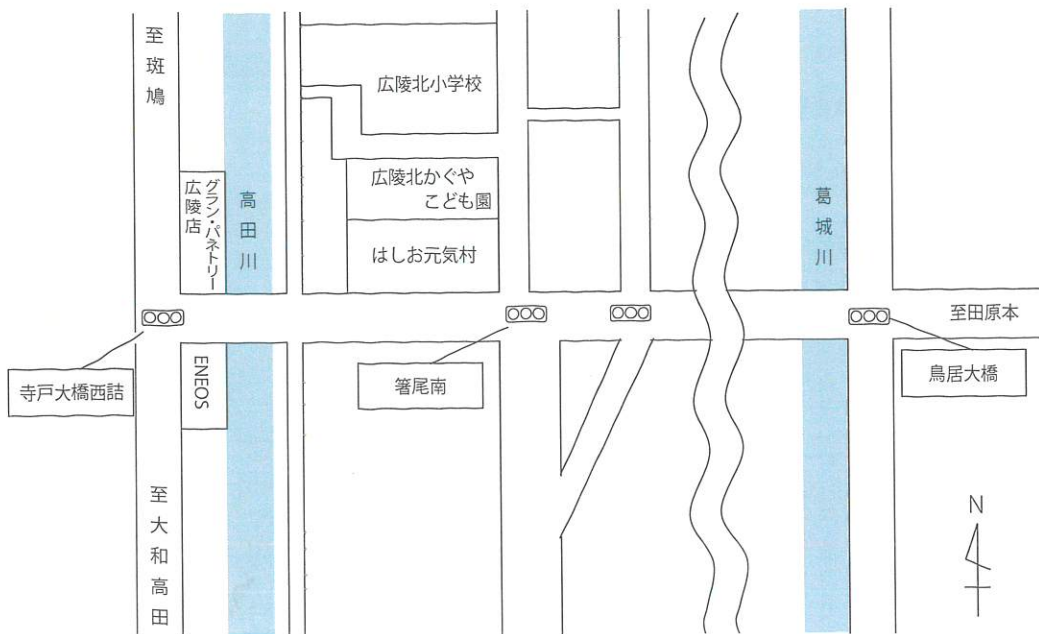 至斑鳩
広陵北小学校
広陵北かぐや
こども園
はしお元気村
グラン・パネトリー
広陵店
高田川
葛城川
至田原本
寺戸大橋西詰
ENEOS
箸尾南
鳥居大橋
至大和高田
N